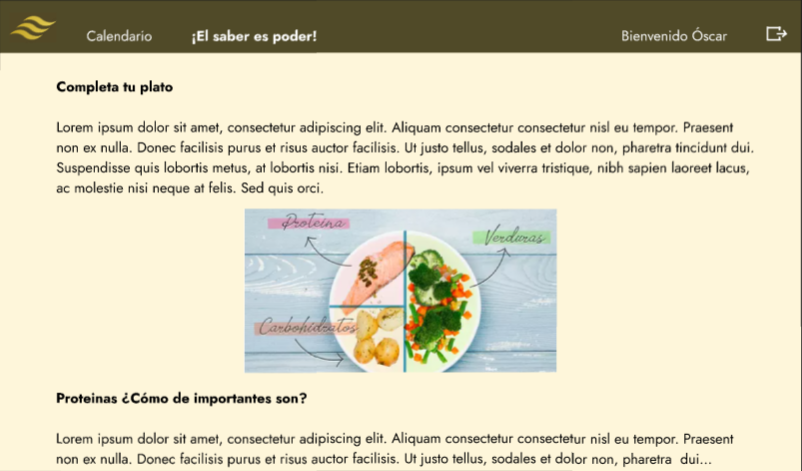 Calendario ¡El saber es poder! Bienvenido Óscar
Completa tu plato
Lorem ipsum dolor sit amet, consectetur adipiscing elit. Aliquam consectetur consectetur nisl eu tempor. Praesent
non ex nulla. Donec facilisis purus et risus auctor facilisis. Ut justo tellus, sodales et dolor non, pharetra tincidunt dui.
Suspendisse quis lobortis metus, at lobortis nisi. Etiam lobortis, ipsum vel viverra tristique, nibh sapien laoreet lacus,
ac molestie nisi neque at felis. Sed quis orci.
Proteína
Verduras
Carbohidratos
Proteinas ¿Cómo de importantes son?
Lorem ipsum dolor sit amet, consectetur adipiscing elit. Aliquam consectetur consectetur nisl eu tempor. Praesent
non ex nulla. Donec facilisis purus et risus auctor facilisis. Ut justo tellus, sodales et dolor non, pharetra dui...